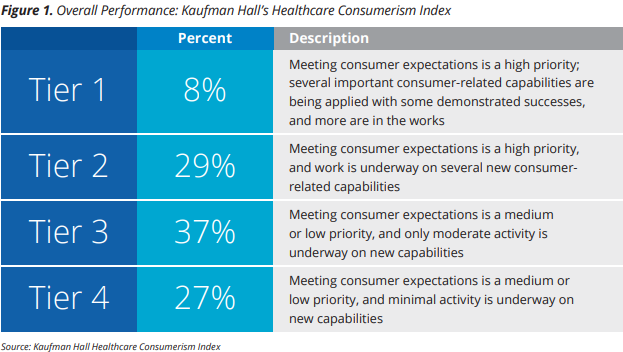 Figure 1. Overall Performance: Kaufman Hall's Healthcare Consumerism Index
Percent Description
Tier 1 8% Meeting consumer expectations is a high priority;
several important consumer-related capabilities are
being applied with some demonstrated successes,
and more are in the works
Tier 2 29% Meeting consumer expectations is a high priority,
and work is underway on several new consumer-
related capabilities
Tier 3 37% Meeting consumer expectations is a medium
or low priority, and only moderate activity is
underway on new capabilities
Tier 4 27% Meeting consumer expectations is a medium or
low priority, and minimal activity is underway on
new capabilities
Source: Kaufman Hall Healthcare Consumerism Index